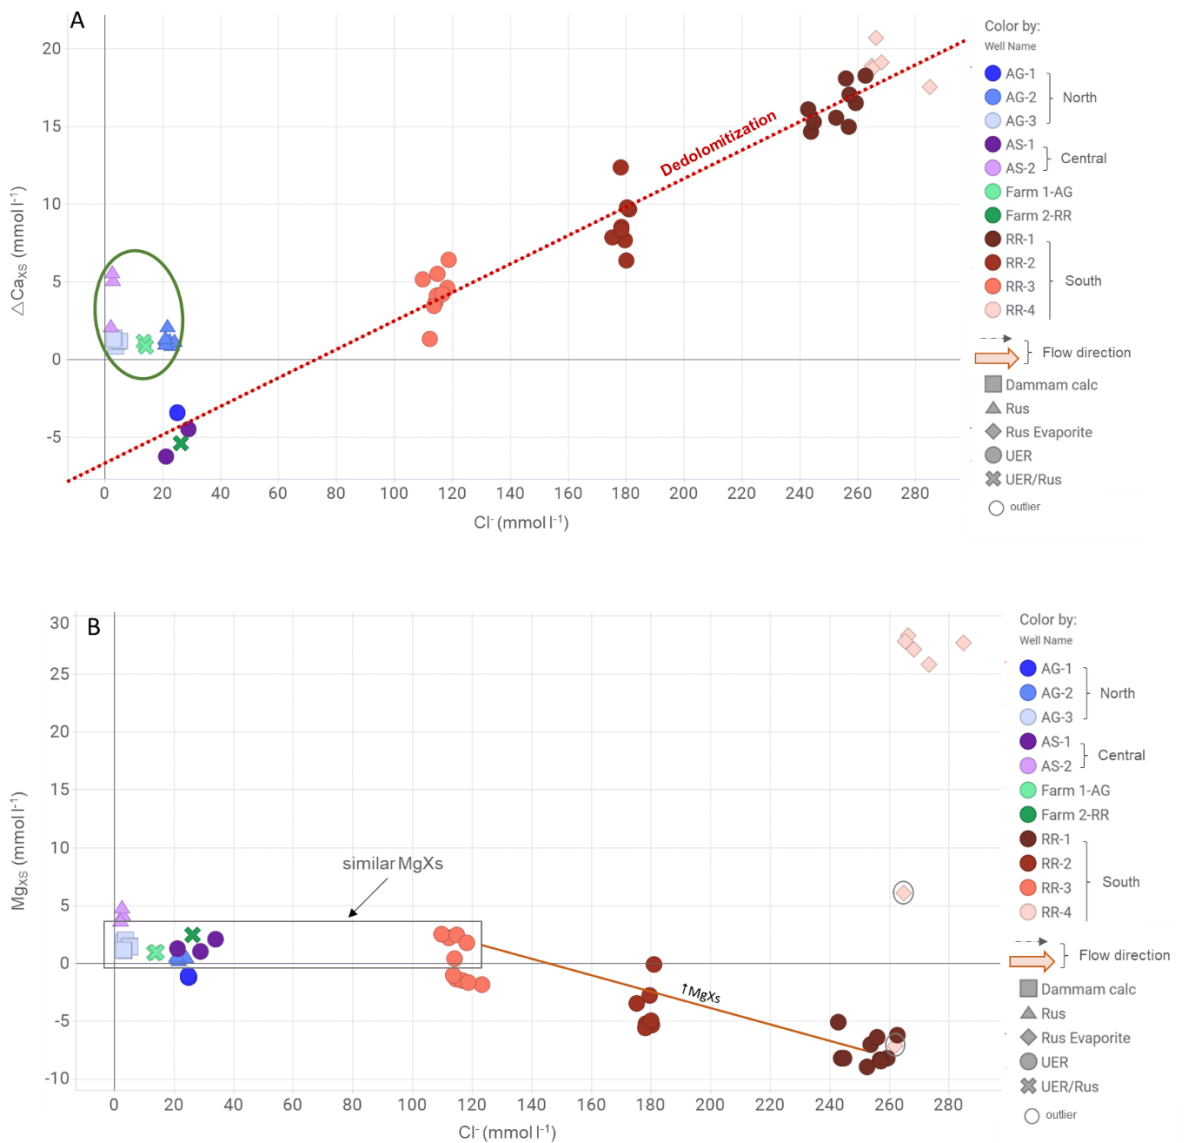 A
20
15
10
5
0
-5
△CaXS (mmol l-1)
0 20 40 60 80 100 120 140 160 180 200 220 240 260 280
Cl- (mmol l-1)
Dedolomitization
Color by:
Well Name
AG-1
AG-2
North
AG-3
AS-1
Central
AS-2
Farm 1-AG
Farm 2-RR
RR-1
RR-2
South
RR-3
RR-4
Flow direction
Dammam calc
Rus
Rus Evaporite
UER
UER/Rus
outlier
B
30
25
20
15
10
5
0
-5
-10
MgXS (mmol l-1)
similar MgXs
↑MgXs
0 20 40 60 80 100 120 140 160 180 200 220 240 260 280
Cl- (mmol l-1)
Color by:
Well Name
AG-1
AG-2
North
AG-3
AS-1
Central
AS-2
Farm 1-AG
Farm 2-RR
RR-1
RR-2
South
RR-3
RR-4
Flow direction
Dammam calc
Rus
Rus Evaporite
UER
UER/Rus
outlier